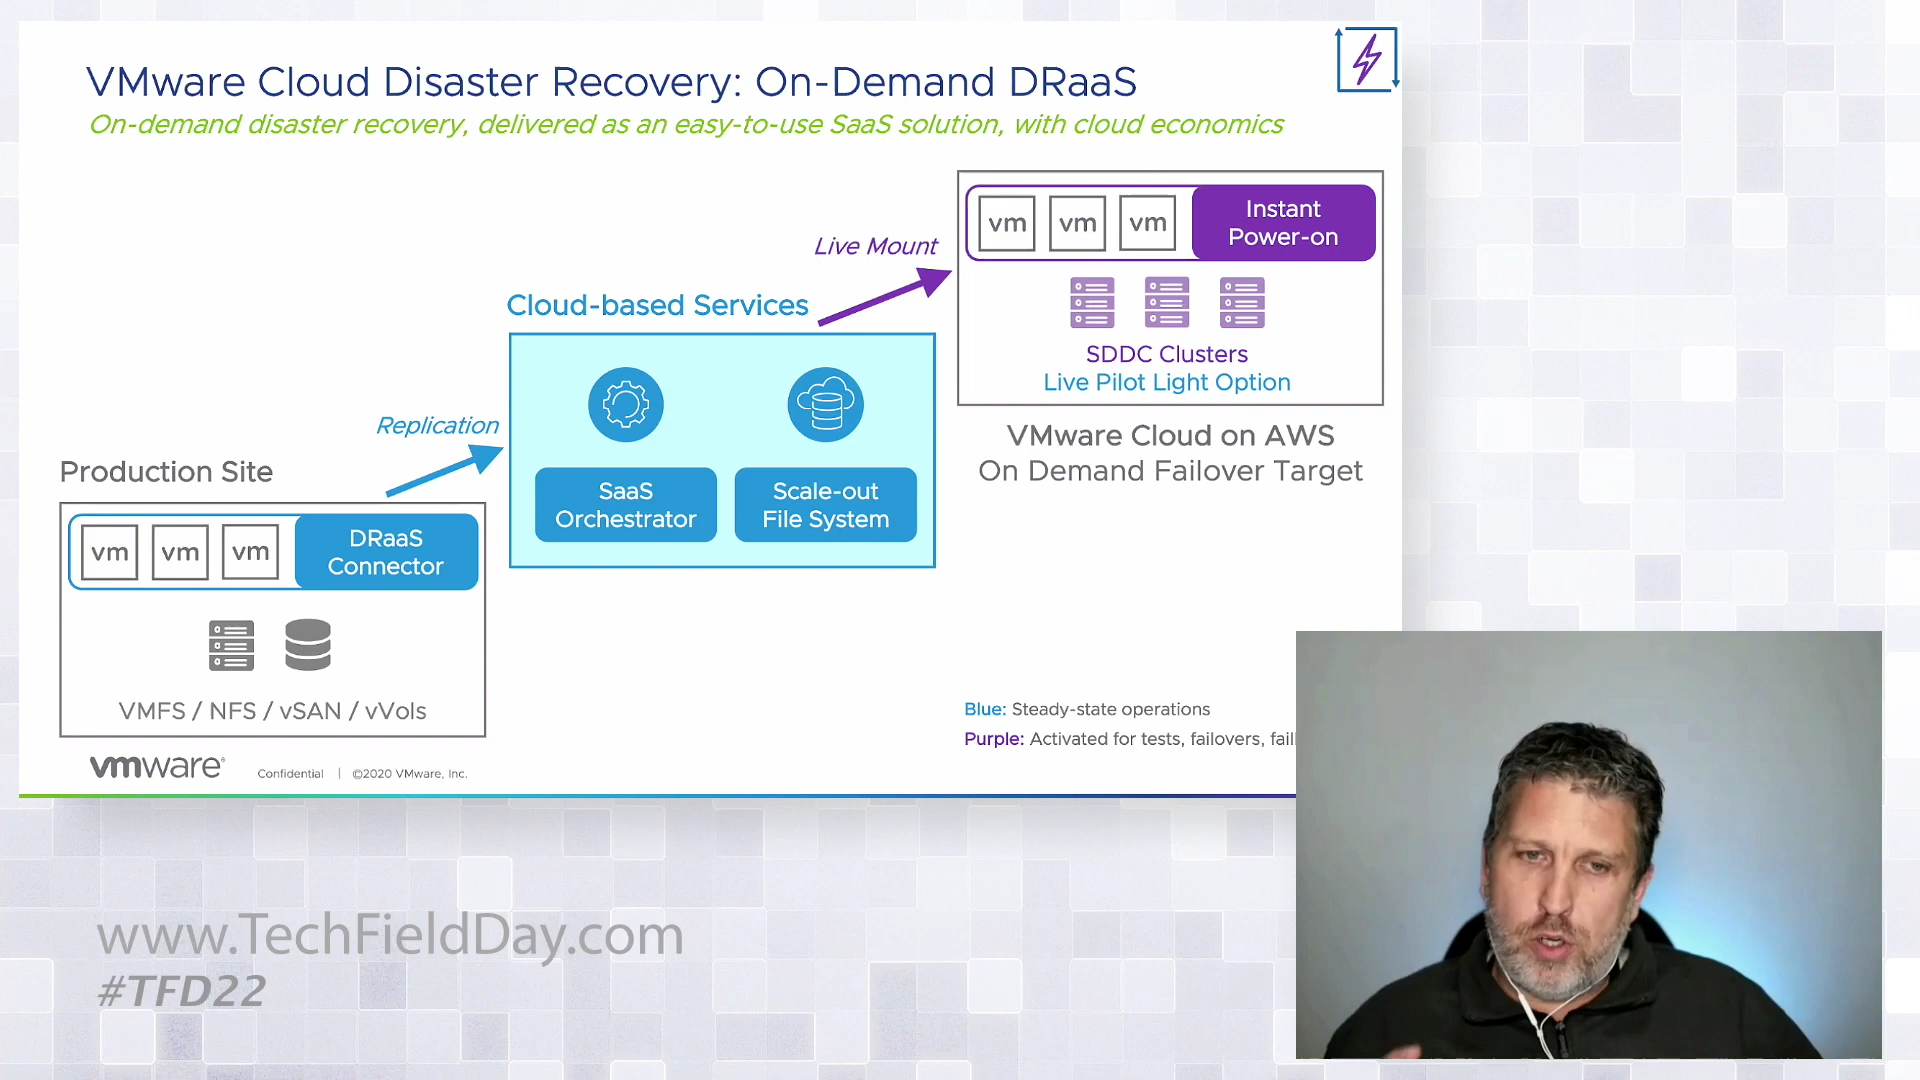 VMware Cloud Disaster Recovery: On-Demand DRaaS
On-demand disaster recovery, delivered as an easy-to-use SaaS solution, with cloud economics
vm vm vm
Instant
Power-on
Live Mount
SDDC Clusters
Live Pilot Light Option
VMware Cloud on AWS
On Demand Failover Target
Cloud-based Services
SaaS
Orchestrator
Scale-out
File System
Replication
Production Site
vm vm vm
DRaaS
Connector
VMFS / NFS / vSAN / vVols
Blue: Steady-state operations
Purple: Activated for tests, failovers,
vmware®
Confidential | ©2020 VMware, Inc.
www.TechFieldDay.com
#TFD22